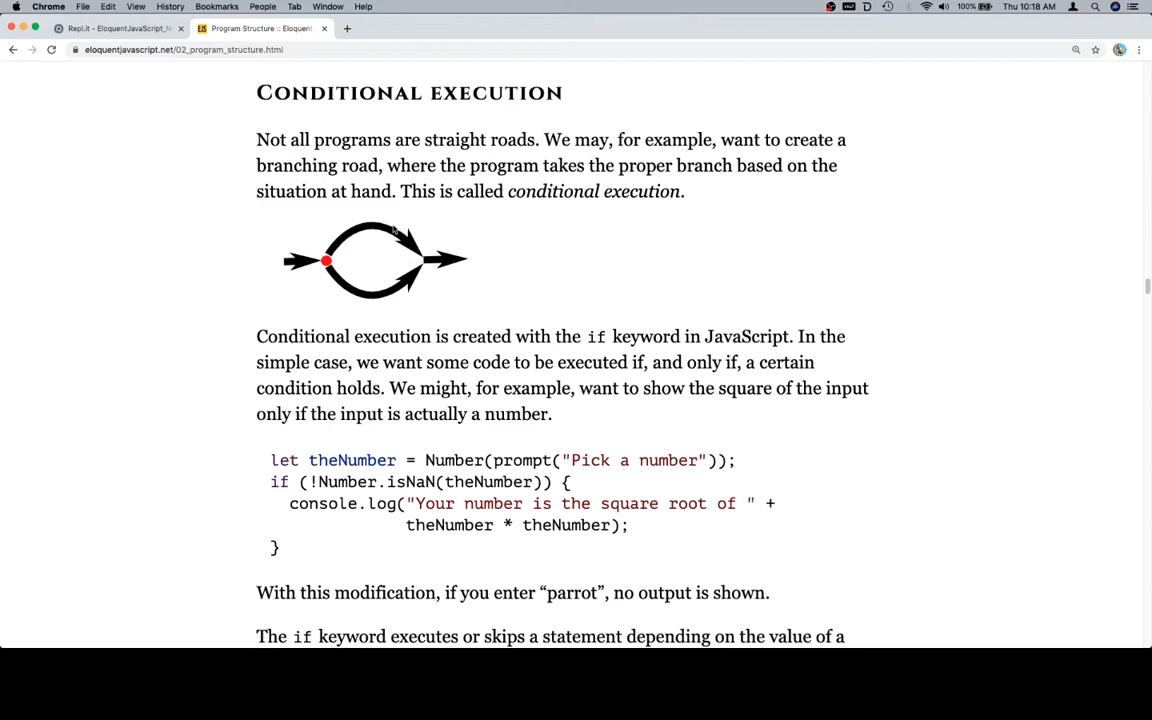 Chrome File Edit View History Bookmarks People Tab Window Help 100% Thu 10:18 AM
Repl.it - EloquentJavaScript_N × Program Structure :: Eloquent × +
eloquentjavascript.net/02_program_structure.html
Conditional execution
Not all programs are straight roads. We may, for example, want to create a
branching road, where the program takes the proper branch based on the
situation at hand. This is called conditional execution.
Conditional execution is created with the if keyword in JavaScript. In the
simple case, we want some code to be executed if, and only if, a certain
condition holds. We might, for example, want to show the square of the input
only if the input is actually a number.
let theNumber = Number(prompt("Pick a number"));
if (!Number.isNaN(theNumber)) {
console.log("Your number is the square root of " +
theNumber * theNumber);
}
With this modification, if you enter “parrot”, no output is shown.
The if keyword executes or skips a statement depending on the value of a